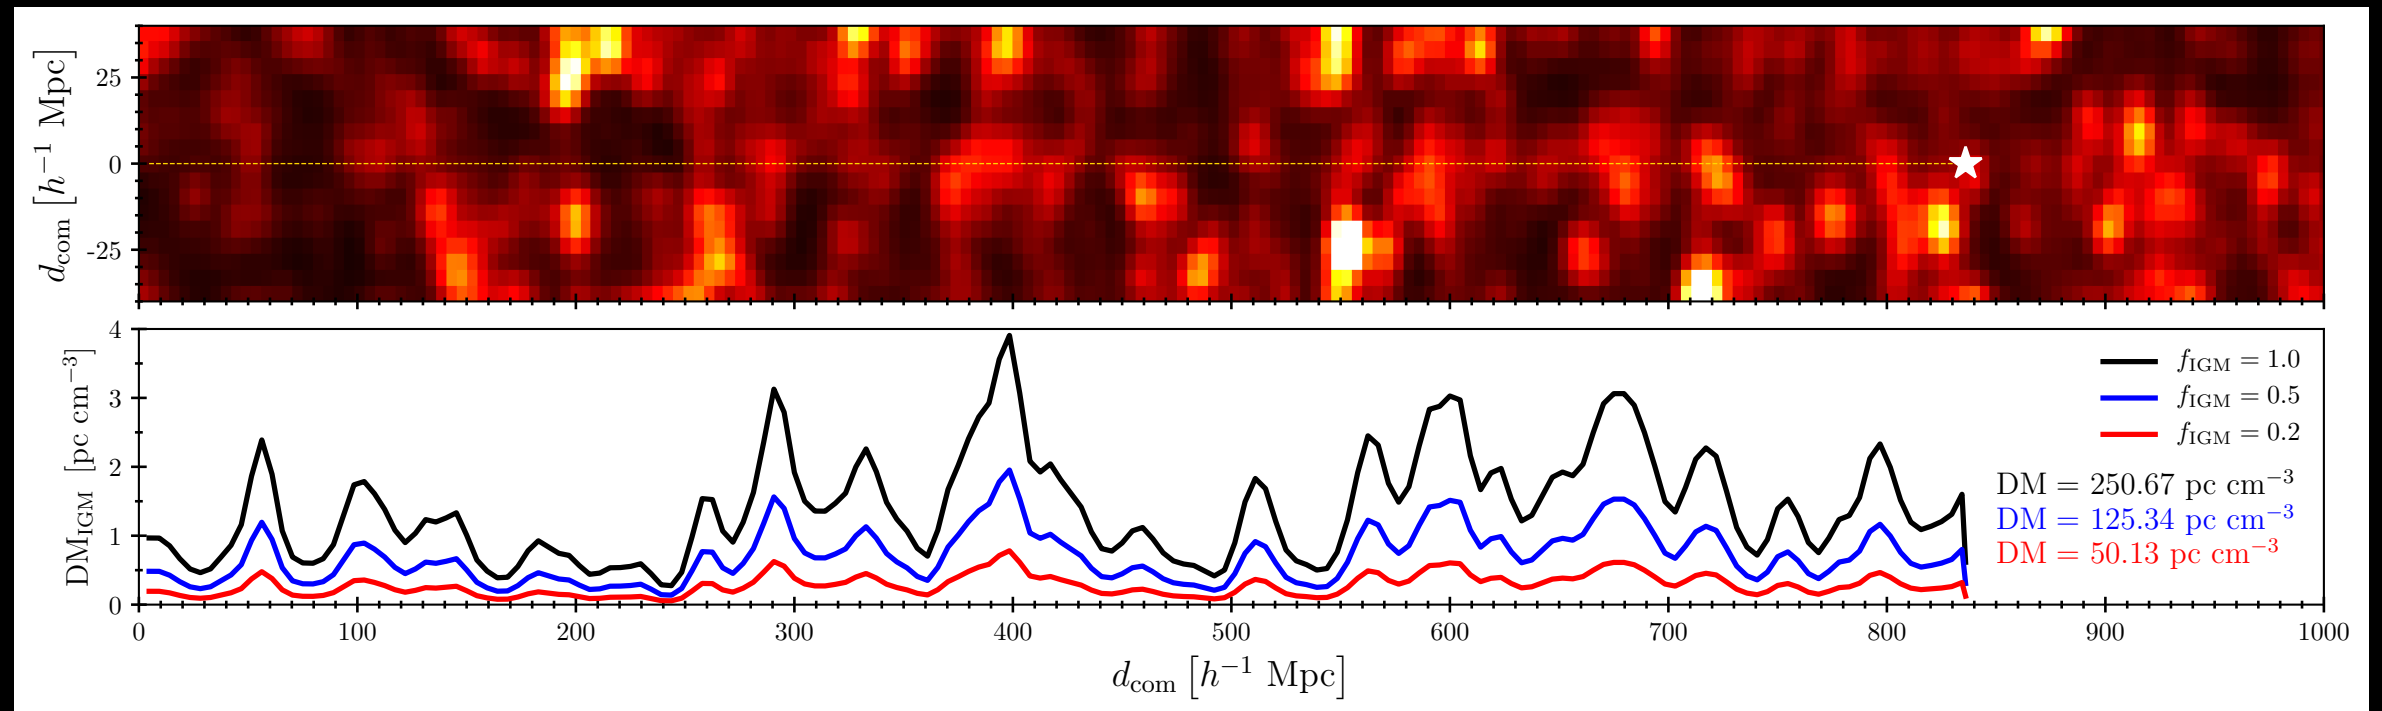 d_com [h⁻¹ Mpc]
25
0
-25
DM_IGM [pc cm⁻³]
4
3
2
1
0
f_IGM = 1.0
f_IGM = 0.5
f_IGM = 0.2
DM = 250.67 pc cm⁻³
DM = 125.34 pc cm⁻³
DM = 50.13 pc cm⁻³
0 100 200 300 400 500 600 700 800 900 1000
d_com [h⁻¹ Mpc]